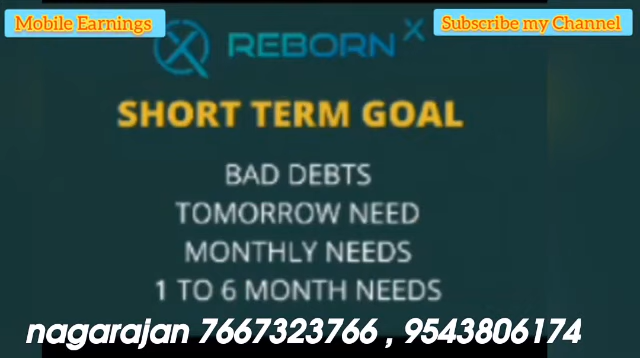 Mobile Earnings
Subscribe my Channel
REBORN X
SHORT TERM GOAL
BAD DEBTS
TOMORROW NEED
MONTHLY NEEDS
1 TO 6 MONTH NEEDS
nagarajan 7667323766 , 9543806174